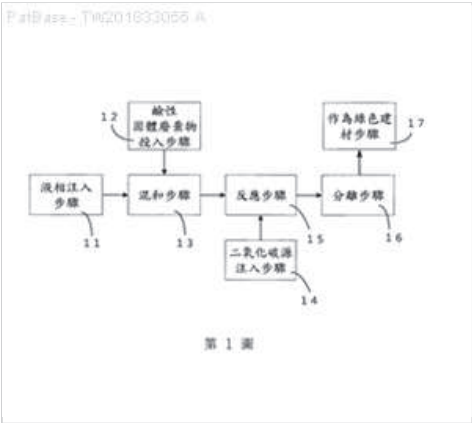 PatBase - TW201833055 A
12
鹼性
固體廢棄物
投入步驟
作為綠色建
材步驟
17
液相注入
步驟
11
混和步驟
13
反應步驟
15
分離步驟
16
二氧化碳源
注入步驟
14
第 1 圖